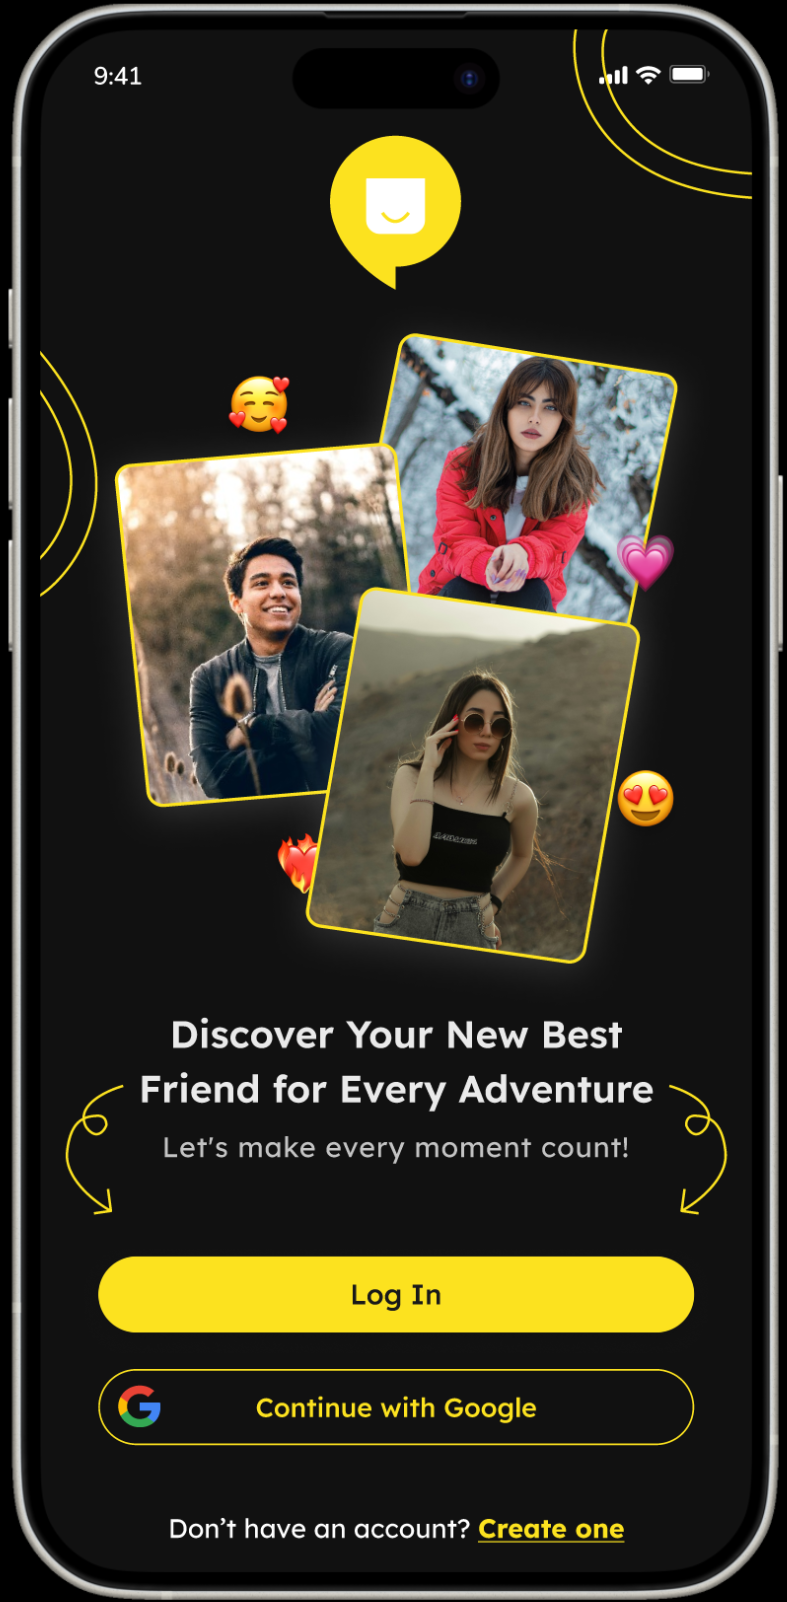 9:41
Discover Your New Best
Friend for Every Adventure
Let's make every moment count!
Log In
Continue with Google
Don’t have an account? Create one